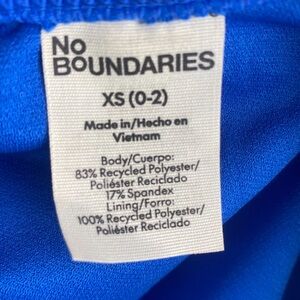 No
BOUNDARIES
XS (0-2)
Made in/Hecho en
Vietnam
Body/Cuerpo:
83% Recycled Polyester/
Poliéster Reciclado
17% Spandex
Lining/Forro:
100% Recycled Polyester/
Poliéster Reciclado